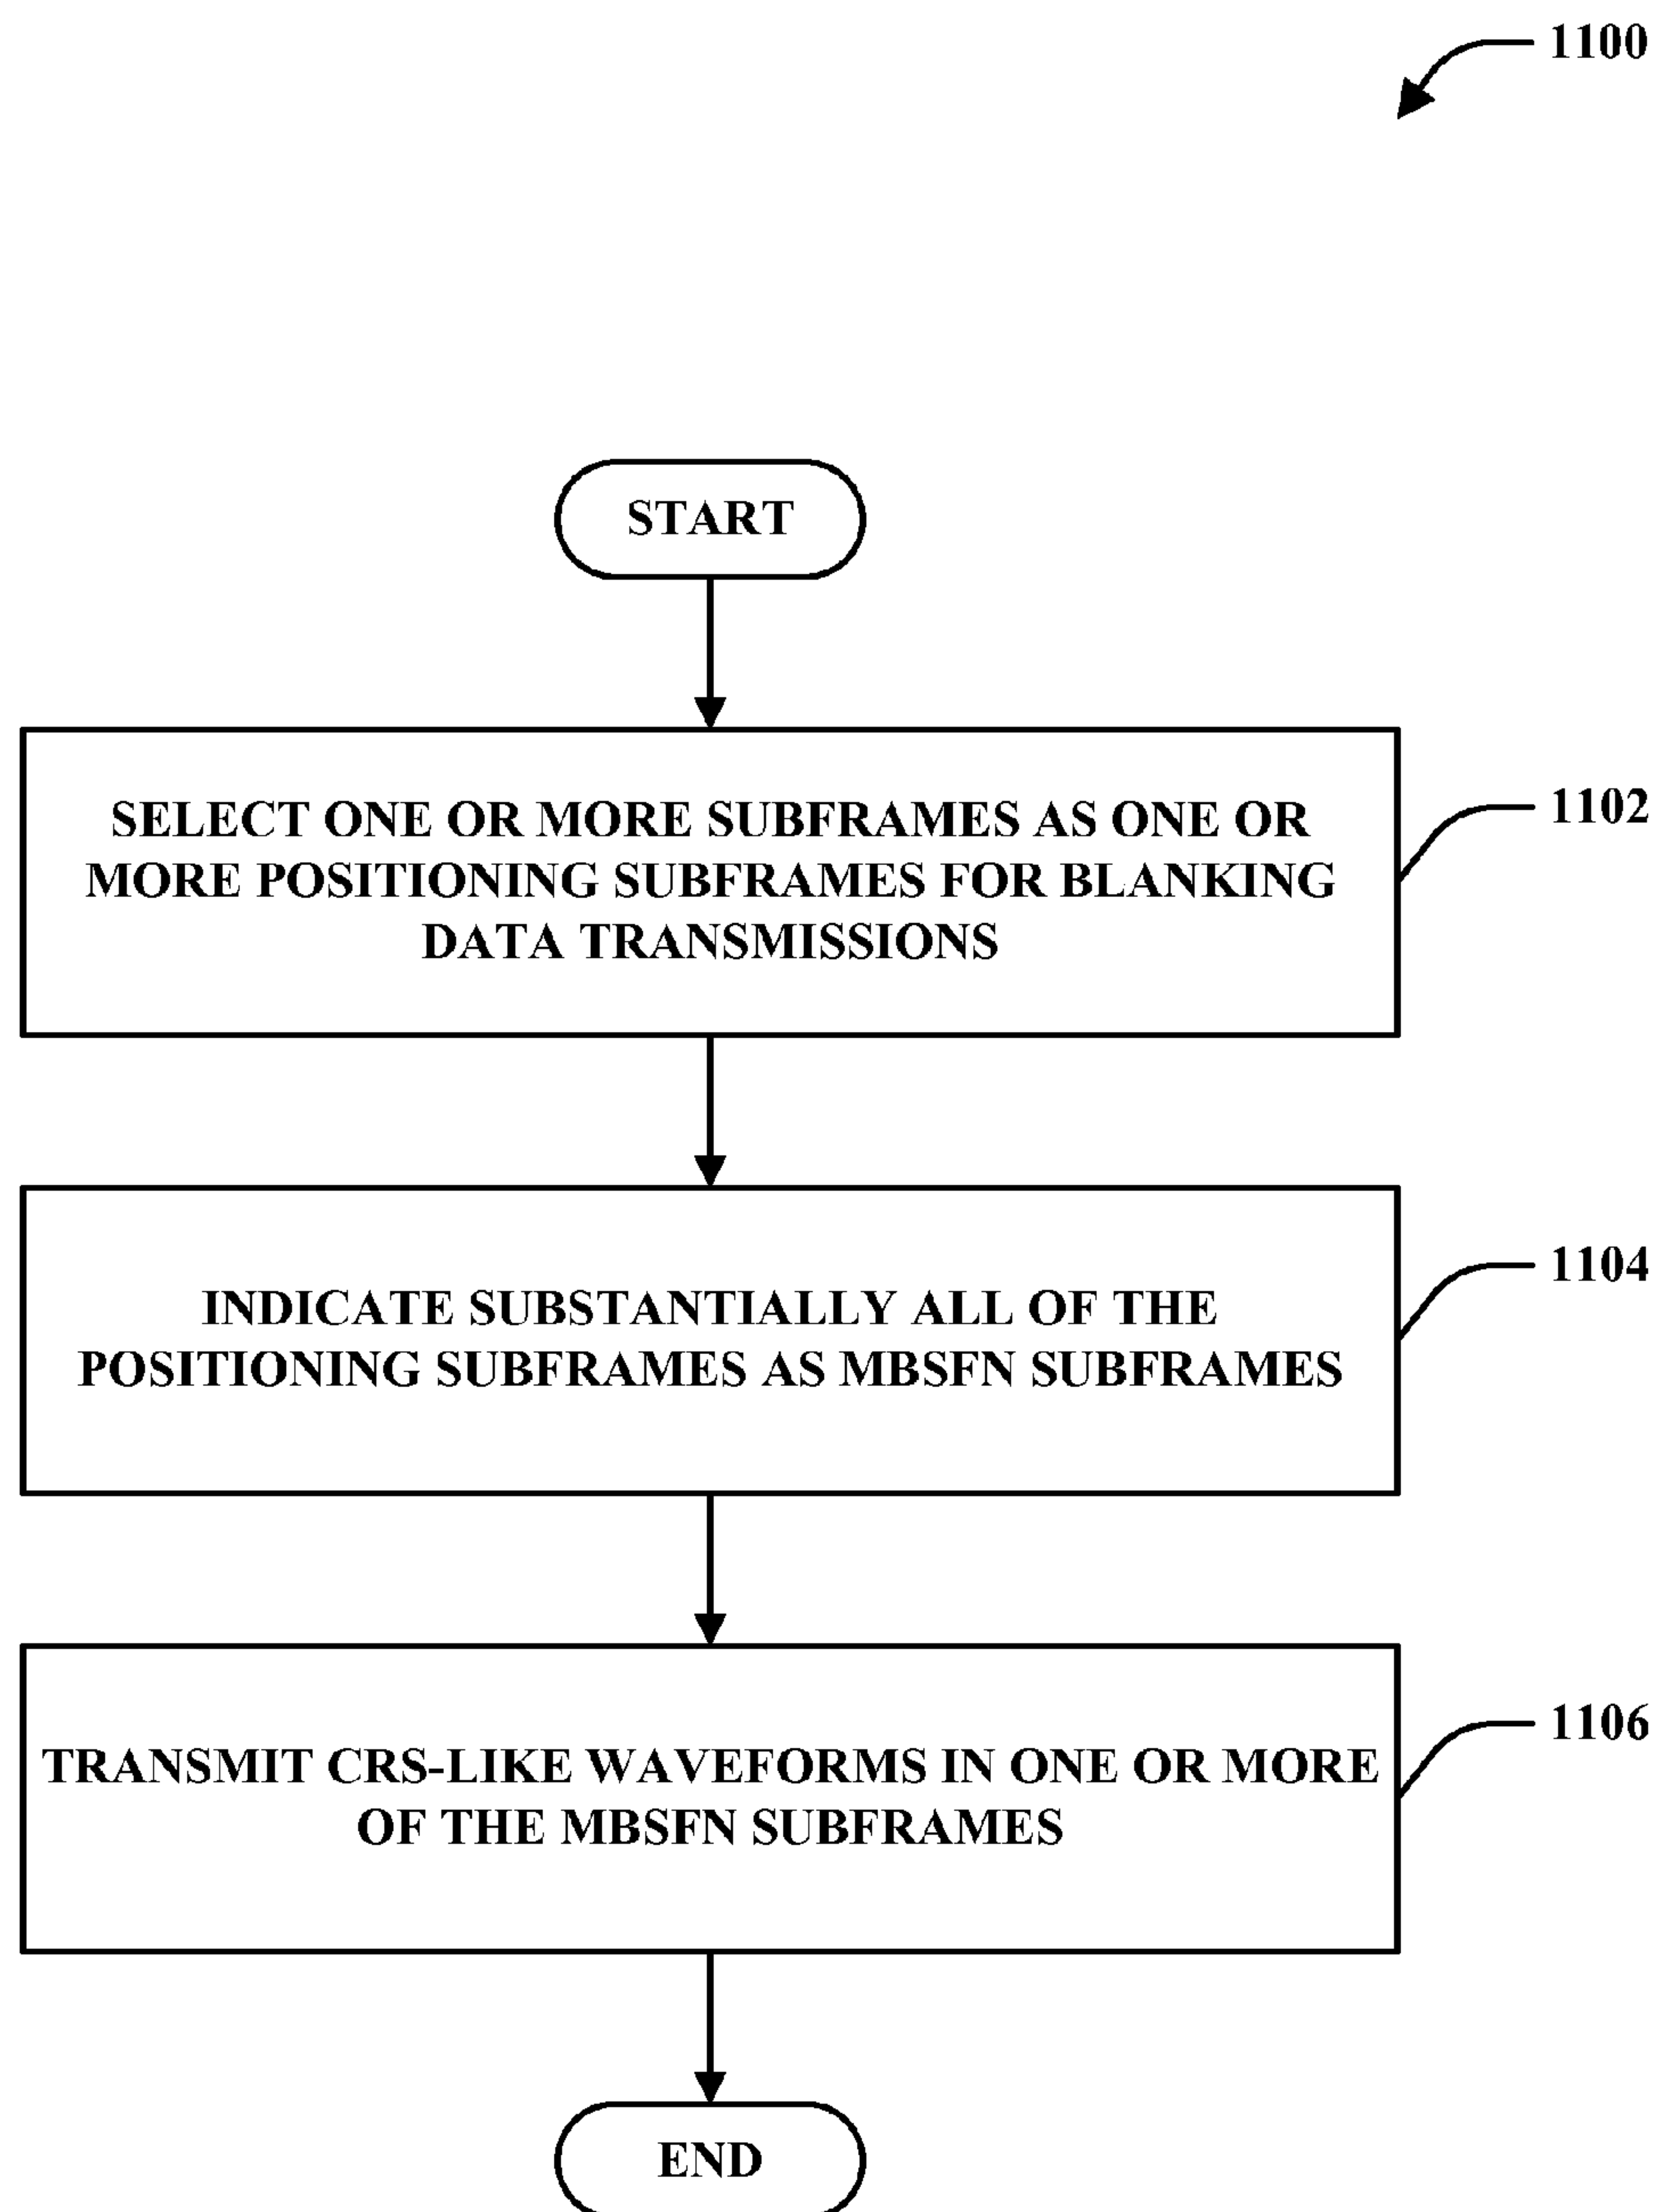 1100
START
SELECT ONE OR MORE SUBFRAMES AS ONE OR
MORE POSITIONING SUBFRAMES FOR BLANKING
DATA TRANSMISSIONS
1102
INDICATE SUBSTANTIALLY ALL OF THE
POSITIONING SUBFRAMES AS MBSFN SUBFRAMES
1104
TRANSMIT CRS-LIKE WAVEFORMS IN ONE OR MORE
OF THE MBSFN SUBFRAMES
1106
END